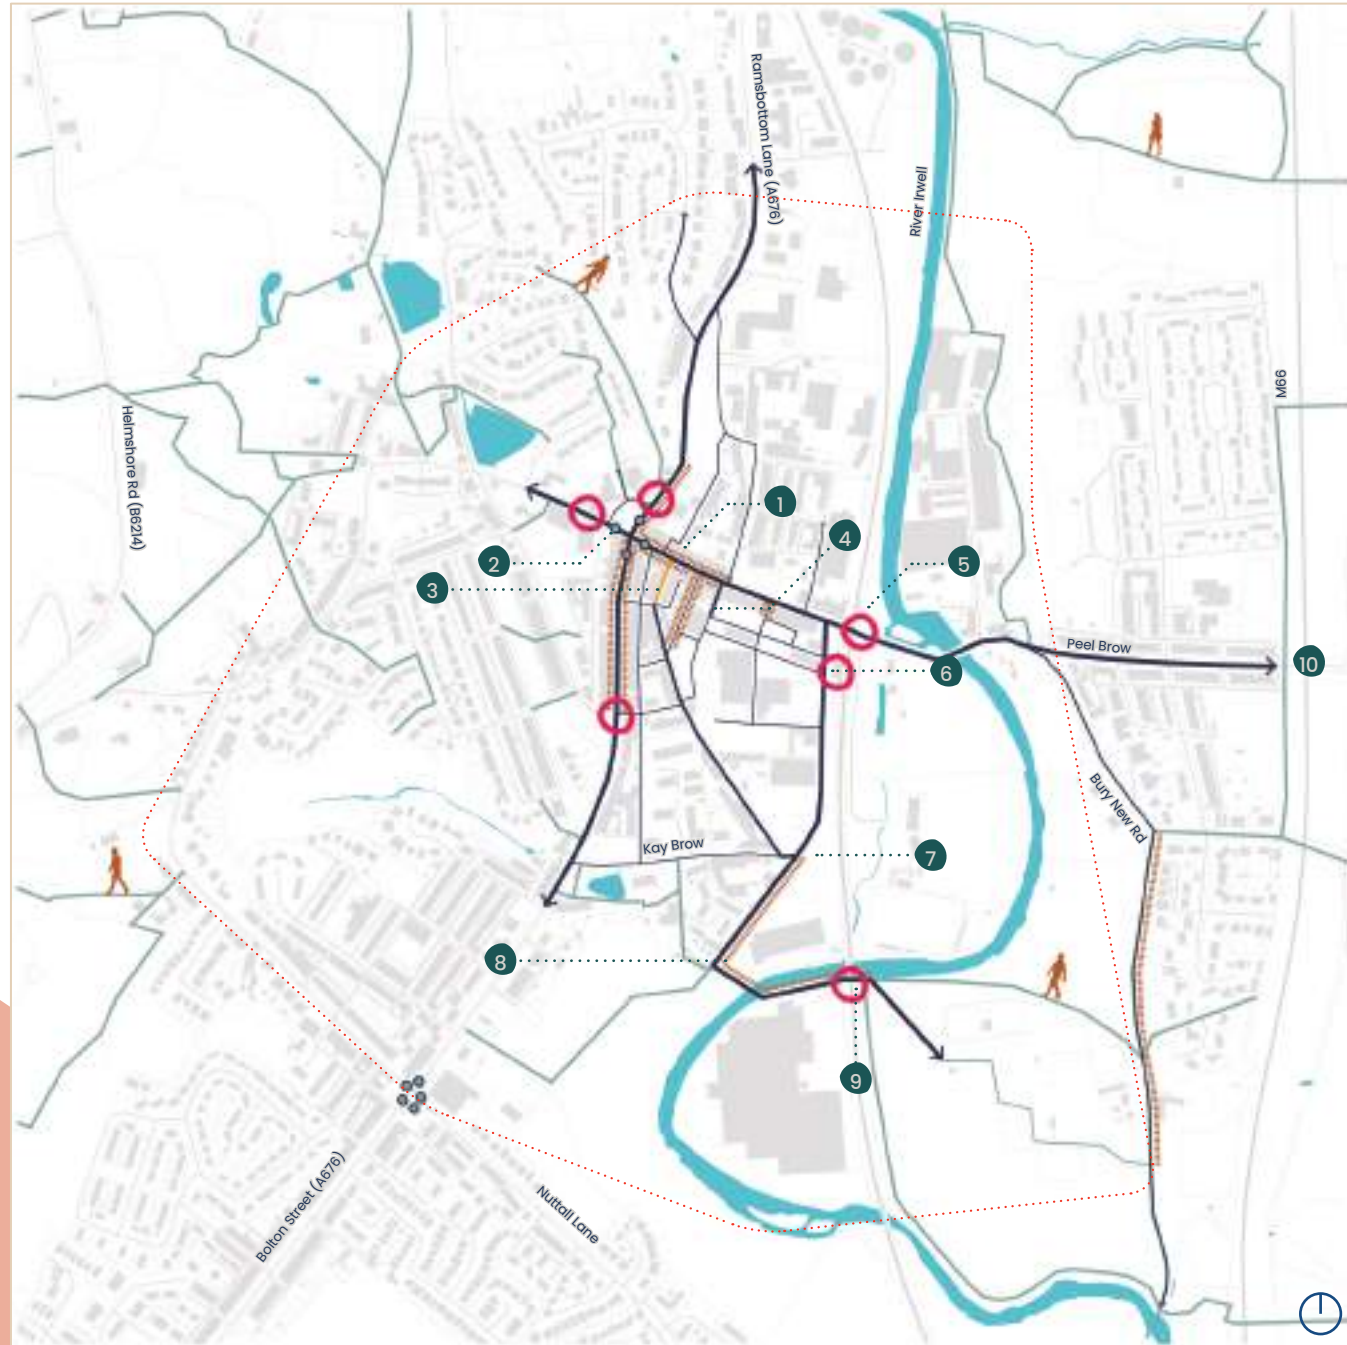 Ramsbottom Lane (A676)
River Irwell
M66
Helmshore Rd (B6214)
1
4
2
5
3
Peel Brow
10
6
Bury New Rd
Kay Brow
7
8
9
Bolton Street (A676)
Nuttall Lane